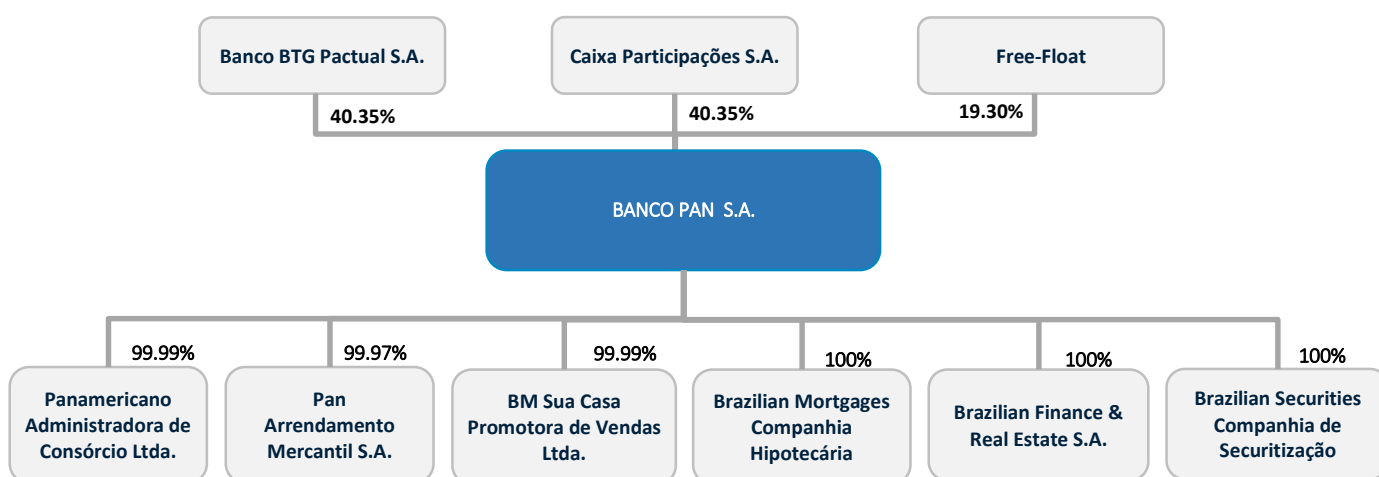 Banco BTG Pactual S.A.
Caixa Participações S.A.
Free-Float
40.35%
40.35%
19.30%
BANCO PAN S.A.
99.99%
99.97%
99.99%
100%
100%
100%
Panamericano
Administradora de
Consórcio Ltda.
Pan
Arrendamento
Mercantil S.A.
BM Sua Casa
Promotora de Vendas
Ltda.
Brazilian Mortgages
Companhia
Hipotecária
Brazilian Finance &
Real Estate S.A.
Brazilian Securities
Companhia de
Securitização